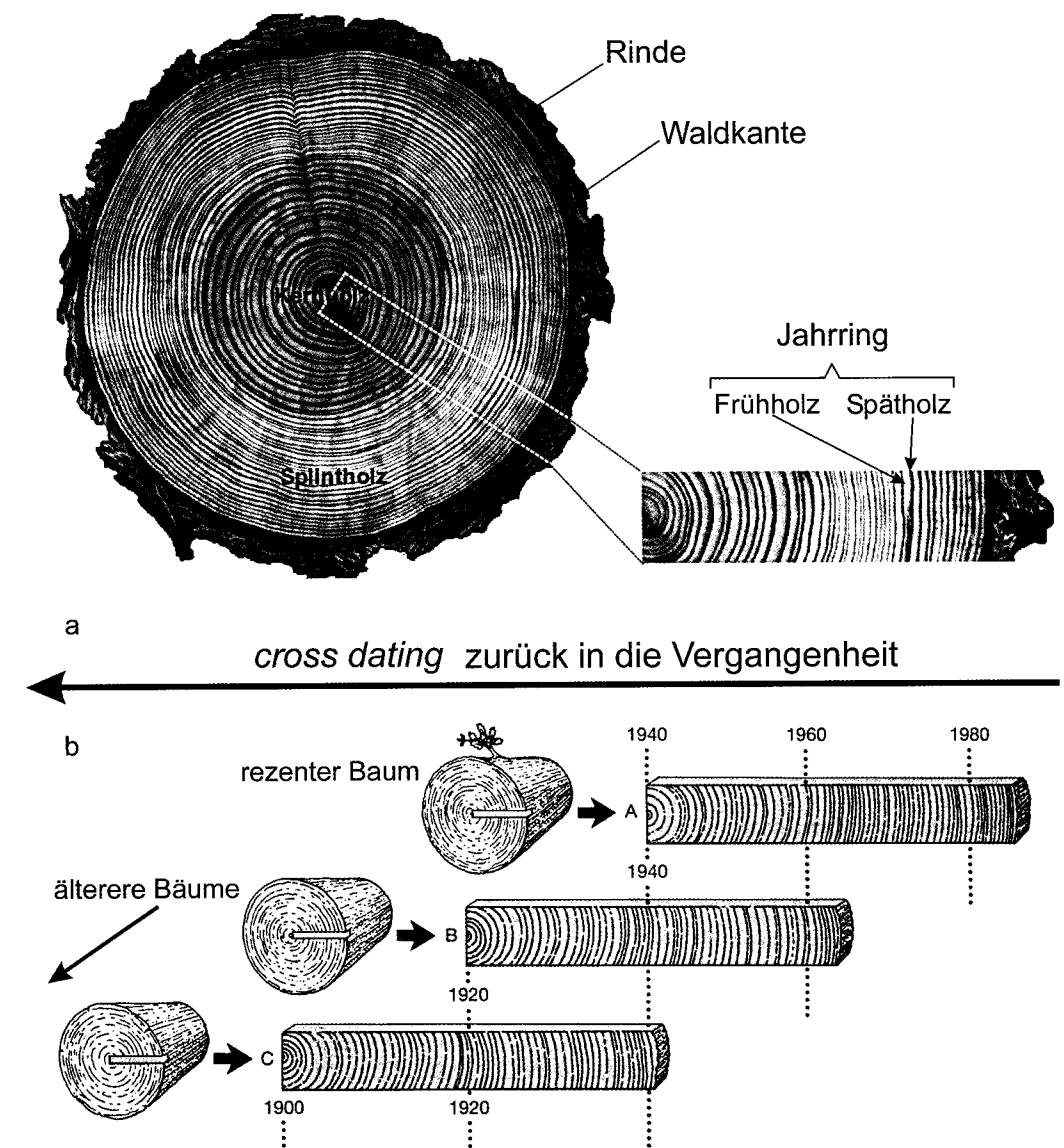 Rinde
Waldkante
Kernholz
Splintholz
Jahrring
Frühholz Spätholz
a
cross dating zurück in die Vergangenheit
b
1940 1960 1980
rezenter Baum
A
1940
älterere Bäume
B
1920
C
1900 1920